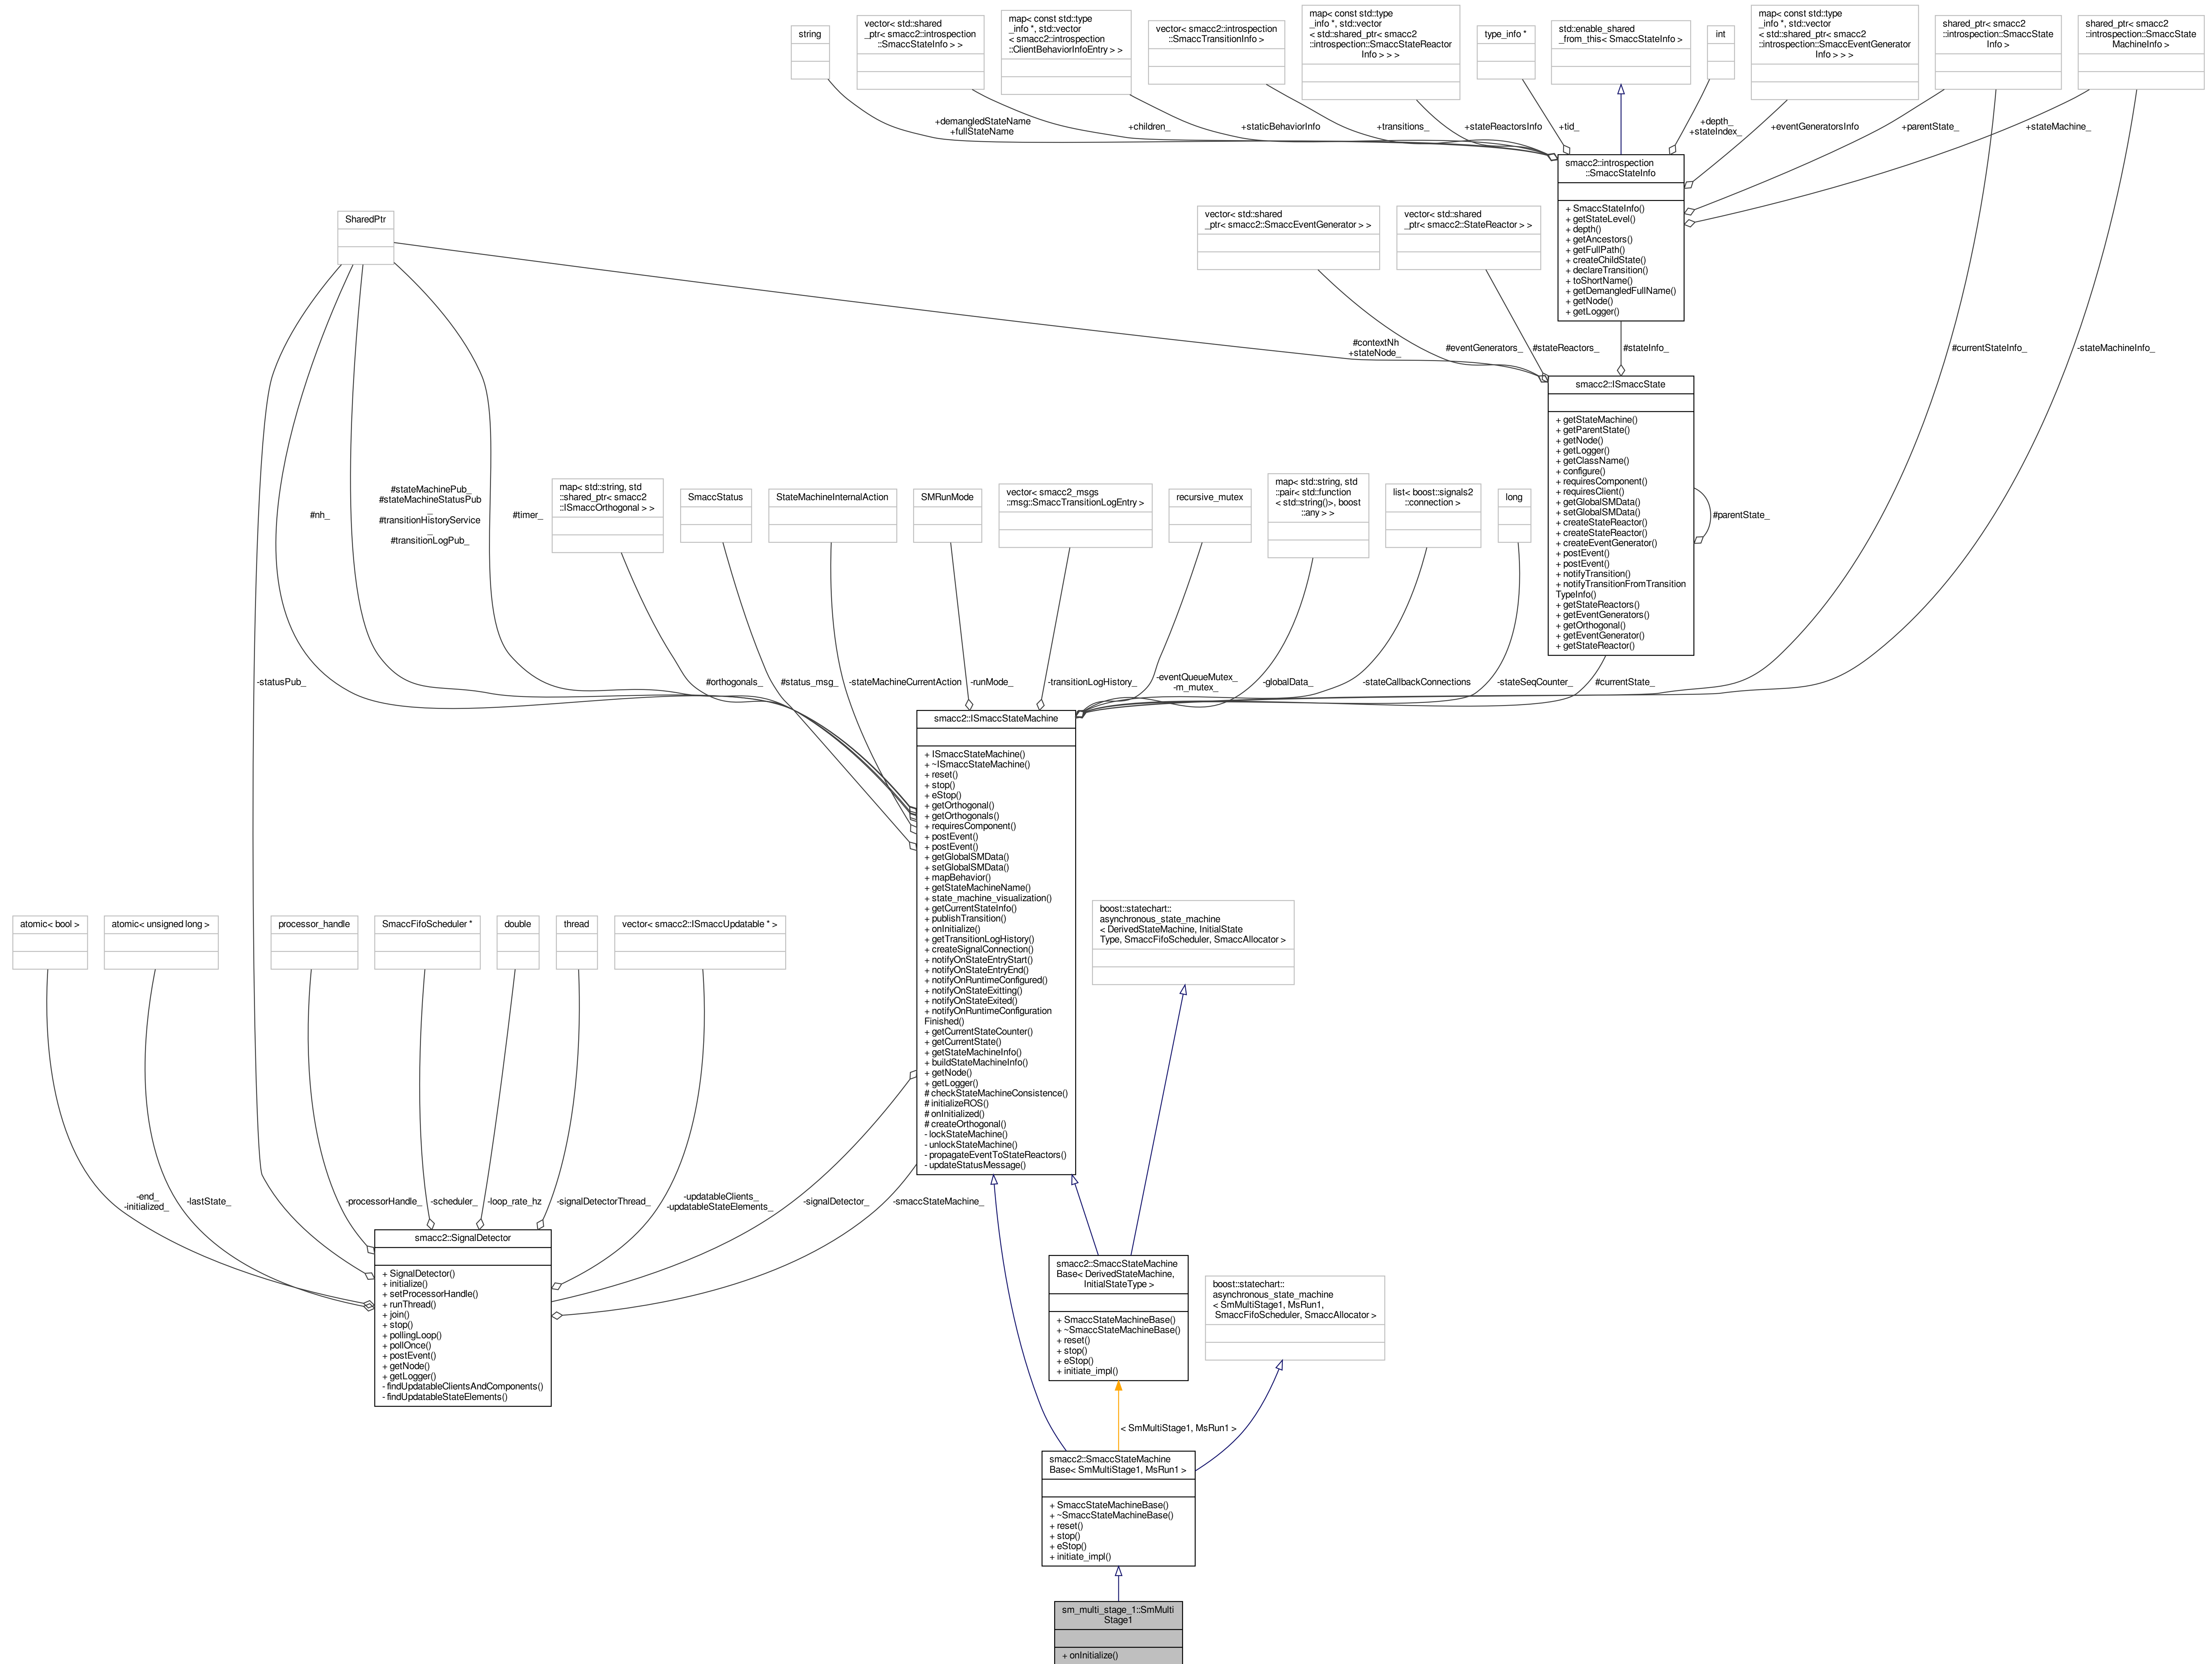 string
vector< std::shared
_ptr< smacc2::introspection
::SmaccStateInfo > >
map< const std::type
_info *, std::vector
< smacc2::introspection
::ClientBehaviorInfoEntry > >
vector< smacc2::introspection
::SmaccTransitionInfo >
map< const std::type
_info *, std::vector
< std::shared_ptr< smacc2
::introspection::SmaccStateReactor
Info > > >
type_info *
std::enable_shared
_from_this< SmaccStateInfo >
int
map< const std::type
_info *, std::vector
< std::shared_ptr< smacc2
::introspection::SmaccEventGenerator
Info > > >
shared_ptr< smacc2
::introspection::SmaccState
Info >
shared_ptr< smacc2
::introspection::SmaccState
MachineInfo >
+demangledStateName
+fullStateName
+children_
+staticBehaviorInfo
+transitions_
+stateReactorsInfo
+tid_
+depth_
+stateIndex_
+eventGeneratorsInfo
+parentState_
+stateMachine_
smacc2::introspection
::SmaccStateInfo
+ SmaccStateInfo()
+ getStateLevel()
+ depth()
+ getAncestors()
+ getFullPath()
+ createChildState()
+ declareTransition()
+ toShortName()
+ getDemangledFullName()
+ getNode()
+ getLogger()
SharedPtr
vector< std::shared
_ptr< smacc2::SmaccEventGenerator > >
vector< std::shared
_ptr< smacc2::StateReactor > >
#contextNh
+stateNode_
#eventGenerators_
#stateReactors_
#stateInfo_
#currentStateInfo_
-stateMachineInfo_
smacc2::ISmaccState
+ getStateMachine()
+ getParentState()
+ getNode()
+ getLogger()
+ getClassName()
+ configure()
+ requiresComponent()
+ requiresClient()
+ getGlobalSMData()
+ setGlobalSMData()
+ createStateReactor()
+ createStateReactor()
+ createEventGenerator()
+ postEvent()
+ postEvent()
+ notifyTransition()
+ notifyTransitionFromTransition
TypeInfo()
+ getStateReactors()
+ getEventGenerators()
+ getOrthogonal()
+ getEventGenerator()
+ getStateReactor()
#parentState_
#nh_
#stateMachinePub_
#stateMachineStatusPub
_
#transitionHistoryService
_
#transitionLogPub_
#timer_
map< std::string, std
::shared_ptr< smacc2
::ISmaccOrthogonal > >
SmaccStatus
StateMachineInternalAction
SMRunMode
vector< smacc2_msgs
::msg::SmaccTransitionLogEntry >
recursive_mutex
map< std::string, std
::pair< std::function
< std::string()>, boost
::any > >
list< boost::signals2
::connection >
long
-statusPub_
#orthogonals_
#status_msg_
-stateMachineCurrentAction
-runMode_
-transitionLogHistory_
-eventQueueMutex_
-m_mutex_
-globalData_
-stateCallbackConnections
-stateSeqCounter_
#currentState_
smacc2::ISmaccStateMachine
+ ISmaccStateMachine()
+ ~ISmaccStateMachine()
+ reset()
+ stop()
+ eStop()
+ getOrthogonal()
+ getOrthogonals()
+ requiresComponent()
+ postEvent()
+ postEvent()
+ getGlobalSMData()
+ setGlobalSMData()
+ mapBehavior()
+ getStateMachineName()
+ state_machine_visualization()
+ getCurrentStateInfo()
+ publishTransition()
+ onInitialize()
+ getTransitionLogHistory()
+ createSignalConnection()
+ notifyOnStateEntryStart()
+ notifyOnStateEntryEnd()
+ notifyOnRuntimeConfigured()
+ notifyOnStateExitting()
+ notifyOnStateExited()
+ notifyOnRuntimeConfiguration
Finished()
+ getCurrentStateCounter()
+ getCurrentState()
+ getStateMachineInfo()
+ buildStateMachineInfo()
+ getNode()
+ getLogger()
# checkStateMachineConsistence()
# initializeROS()
# onInitialized()
# createOrthogonal()
- lockStateMachine()
- unlockStateMachine()
- propagateEventToStateReactors()
- updateStatusMessage()
atomic< bool >
atomic< unsigned long >
processor_handle
SmaccFifoScheduler *
double
thread
vector< smacc2::ISmaccUpdatable * >
boost::statechart::
asynchronous_state_machine
< DerivedStateMachine, InitialState
Type, SmaccFifoScheduler, SmaccAllocator >
-end_
-initialized_
-lastState_
-processorHandle_
-scheduler_
-loop_rate_hz
-signalDetectorThread_
-updatableClients_
-updatableStateElements_
-signalDetector_
-smaccStateMachine_
smacc2::SignalDetector
+ SignalDetector()
+ initialize()
+ setProcessorHandle()
+ runThread()
+ join()
+ stop()
+ pollingLoop()
+ pollOnce()
+ postEvent()
+ getNode()
+ getLogger()
- findUpdatableClientsAndComponents()
- findUpdatableStateElements()
smacc2::SmaccStateMachine
Base< DerivedStateMachine,
InitialStateType >
+ SmaccStateMachineBase()
+ ~SmaccStateMachineBase()
+ reset()
+ stop()
+ eStop()
+ initiate_impl()
boost::statechart::
asynchronous_state_machine
< SmMultiStage1, MsRun1,
SmaccFifoScheduler, SmaccAllocator >
< SmMultiStage1, MsRun1 >
smacc2::SmaccStateMachine
Base< SmMultiStage1, MsRun1 >
+ SmaccStateMachineBase()
+ ~SmaccStateMachineBase()
+ reset()
+ stop()
+ eStop()
+ initiate_impl()
sm_multi_stage_1::SmMulti
Stage1
+ onInitialize()